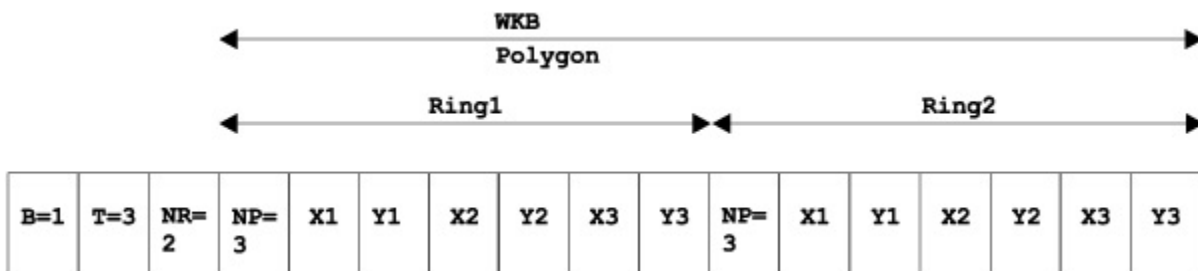 WKB
Polygon
Ring1 Ring2
B=1 T=3 NR= NP= X1 Y1 X2 Y2 X3 Y3 NP= X1 Y1 X2 Y2 X3 Y3
2 3 3